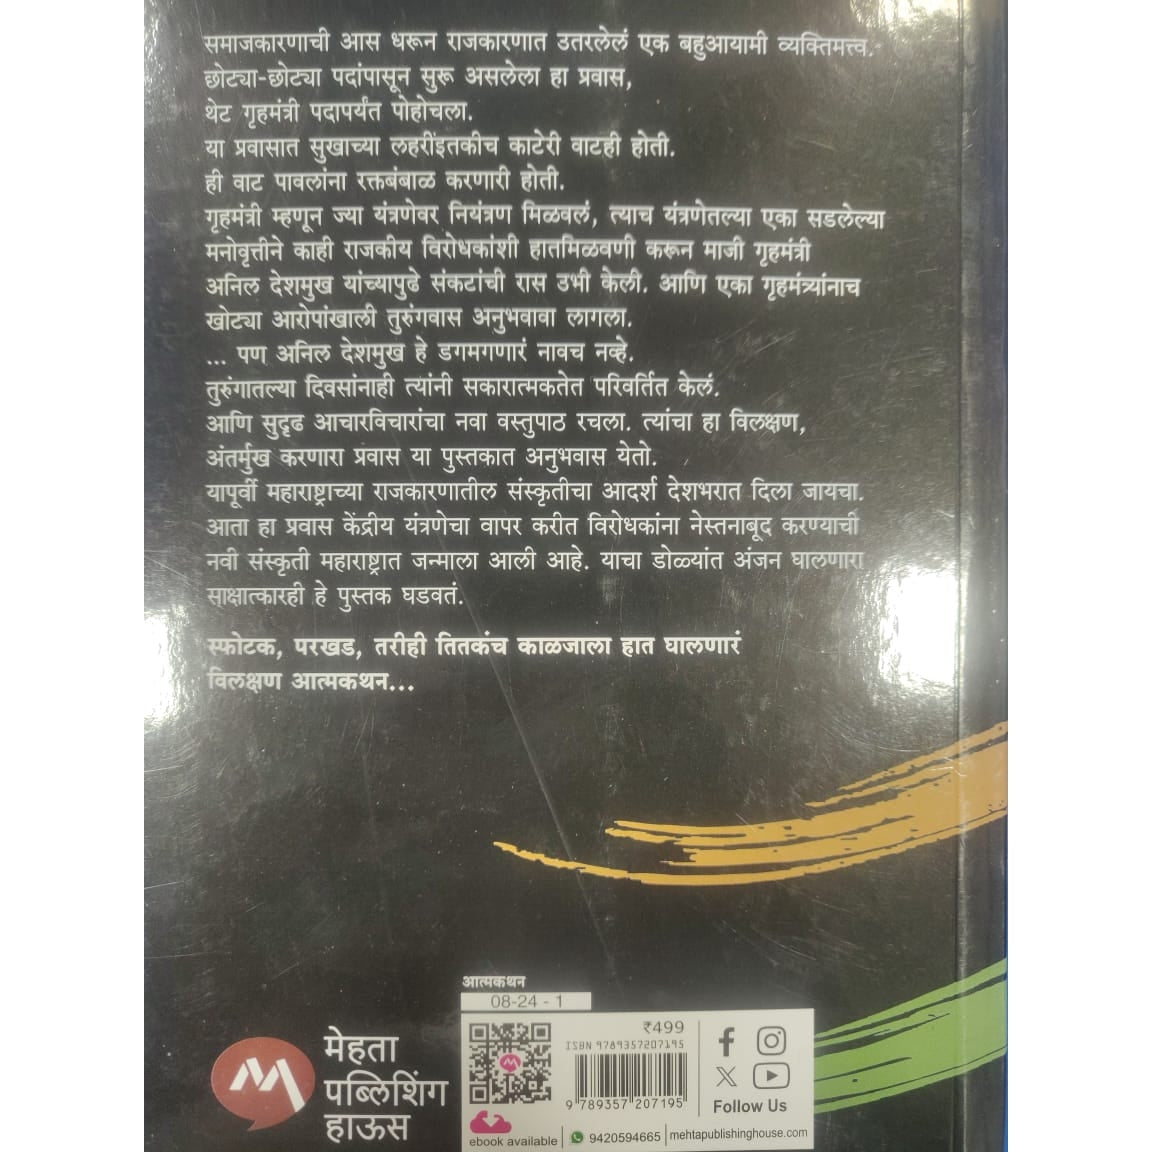 समाजकारणाची आस धरून राजकारणात उतरलेलं एक बहुआयामी व्यक्तिमत्त्व.
छोट्या-छोट्या पदांपासून सुरू असलेला हा प्रवास,
थेट गृहमंत्री पदापर्यंत पोहोचला.
या प्रवासात सुखाच्या लहरींइतकीच काटेरी वाटही होती.
ही वाट पावलांना रक्तबंबाळ करणारी होती.
गृहमंत्री म्हणून ज्या यंत्रणेवर नियंत्रण मिळवलं, त्याच यंत्रणेतल्या एका सडलेल्या
मनोवृत्तीने काही राजकीय विरोधकांशी हातमिळवणी करून माजी गृहमंत्री
अनिल देशमुख यांच्यापुढे संकटांची रास उभी केली. आणि एका गृहमंत्र्यांनाच
खोट्या आरोपांखाली तुरुंगवास अनुभवावा लागला.
... पण अनिल देशमुख हे डगमगणारं नावच नव्हे.
तुरुंगातल्या दिवसांनाही त्यांनी सकारात्मकतेत परिवर्तित केलं.
आणि सुदृढ आचारविचारांचा नवा वस्तुपाठ रचला. त्यांचा हा विलक्षण,
अंतर्मुख करणारा प्रवास या पुस्तकात अनुभवास येतो.
यापूर्वी महाराष्ट्राच्या राजकारणातील संस्कृतीचा आदर्श देशभरात दिला जायचा.
आता हा प्रवास केंद्रीय यंत्रणेचा वापर करीत विरोधकांना नेस्तनाबूद करण्याची
नवी संस्कृती महाराष्ट्रात जन्माला आली आहे. याचा डोळ्यांत अंजन घालणारा
साक्षात्कारही हे पुस्तक घडवतं.
स्फोटक, परखड, तरीही तितकंच काळजाला हात घालणारं
विलक्षण आत्मकथन...
आत्मकथन
08-24 - 1
₹499
ISBN 9789357207195
9 789357 207195
Follow Us
मेहता
पब्लिशिंग
हाऊस
ebook available
9420594665
mehtapublishinghouse.com